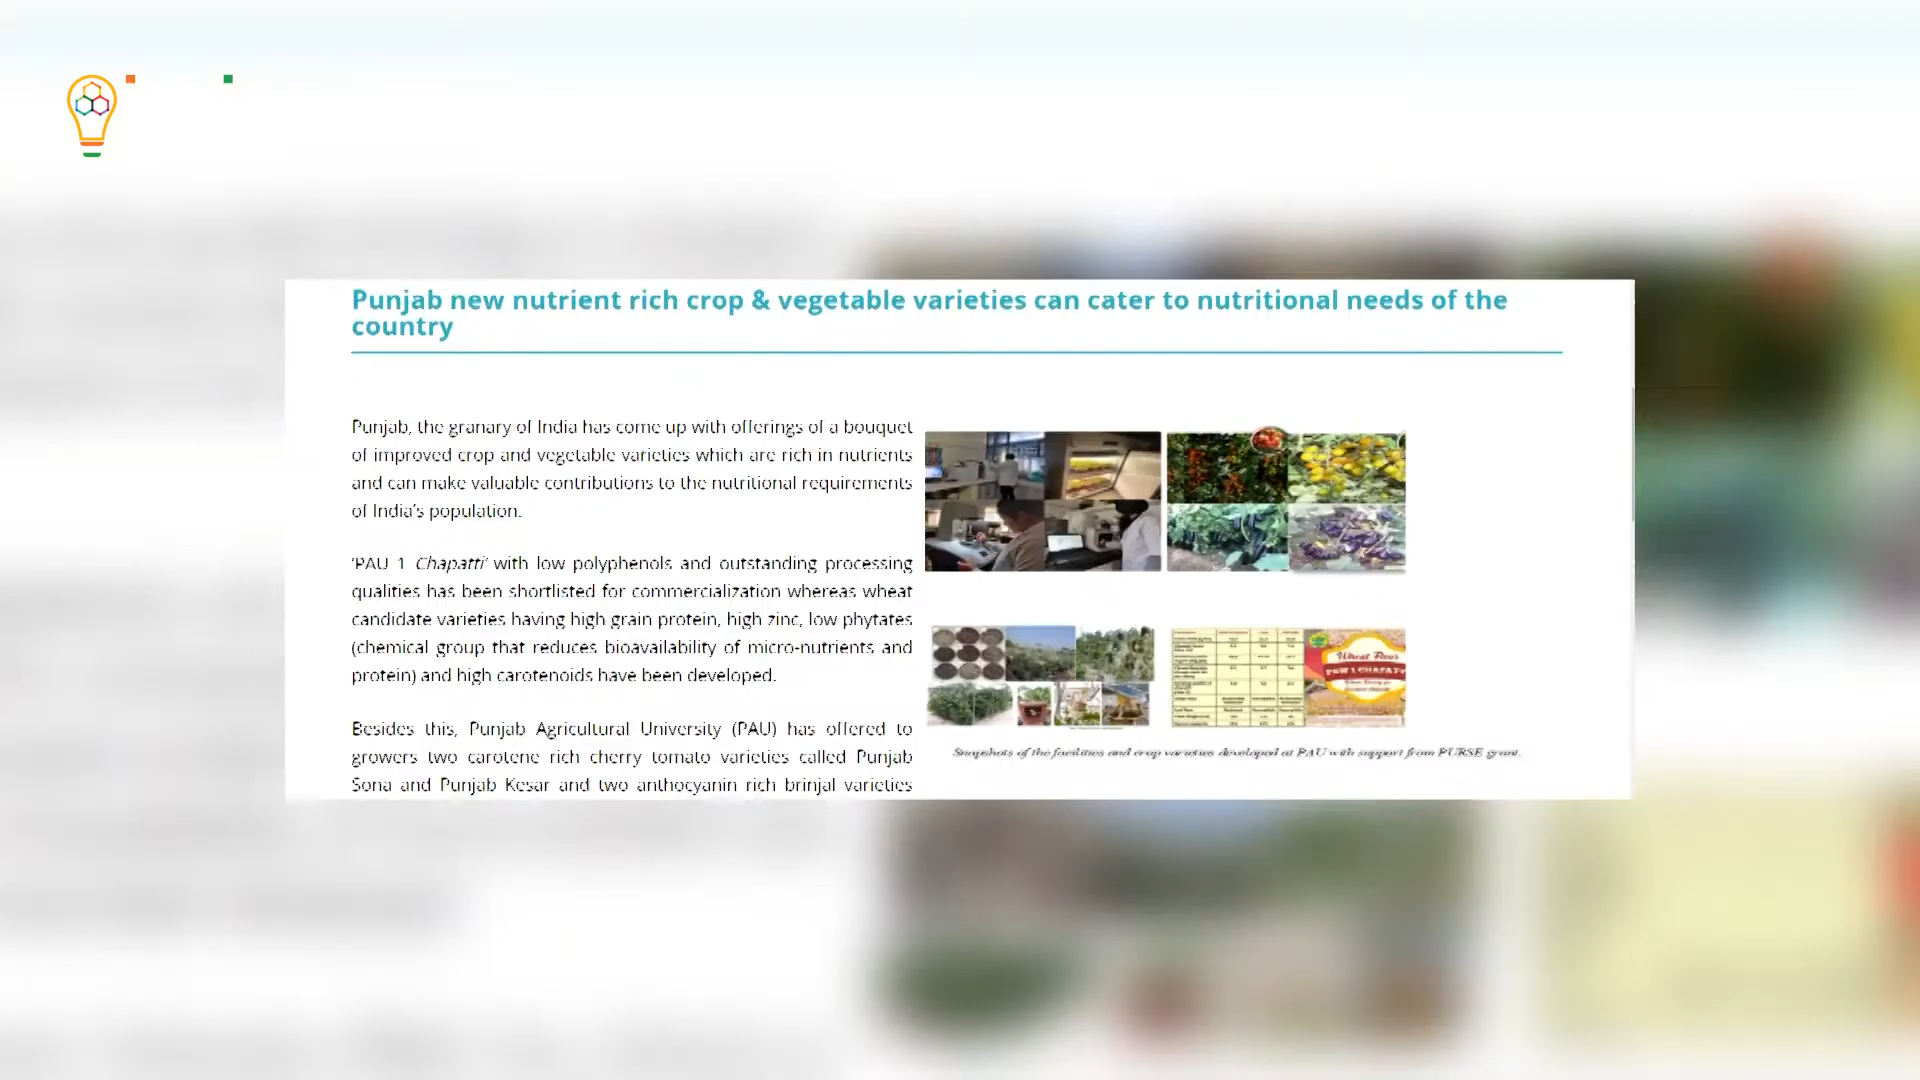 Punjab new nutrient rich crop & vegetable varieties can cater to nutritional needs of the
country
Punjab, the granary of India has come up with offerings of a bouquet
of improved crop and vegetable varieties which are rich in nutrients
and can make valuable contributions to the nutritional requirements
of India's population.
'PAU 1 Chapatti' with low polyphenols and outstanding processing
qualities has been shortlisted for commercialization whereas wheat
candidate varieties having high grain protein, high zinc, low phytates
(chemical group that reduces bioavailability of micro-nutrients and
protein) and high carotenoids have been developed.
Besides this, Punjab Agricultural University (PAU) has offered to
growers two carotene rich cherry tomato varieties called Punjab
Sona and Punjab Kesar and two anthocyanin rich brinjal varieties
Wheat Flour
Snapshots of the facilities and crop varieties developed at PAU with support from PURSE grant.